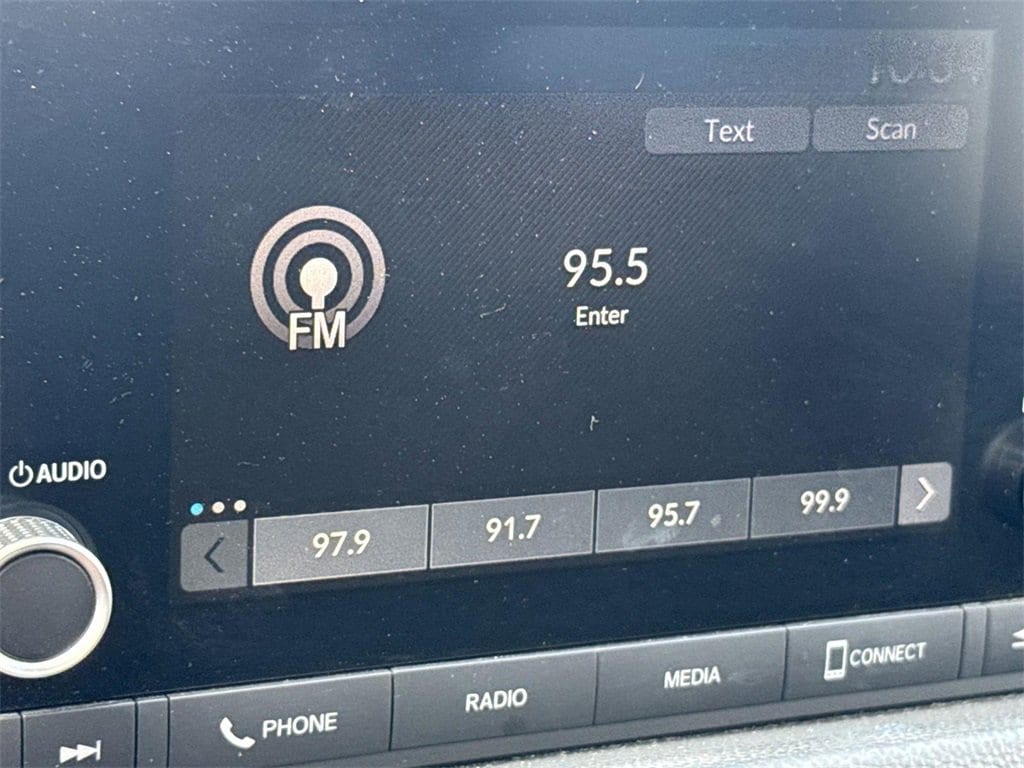 Text
Scan
FM
95.5
Enter
AUDIO
97.9
91.7
95.7
99.9
PHONE
RADIO
MEDIA
CONNECT